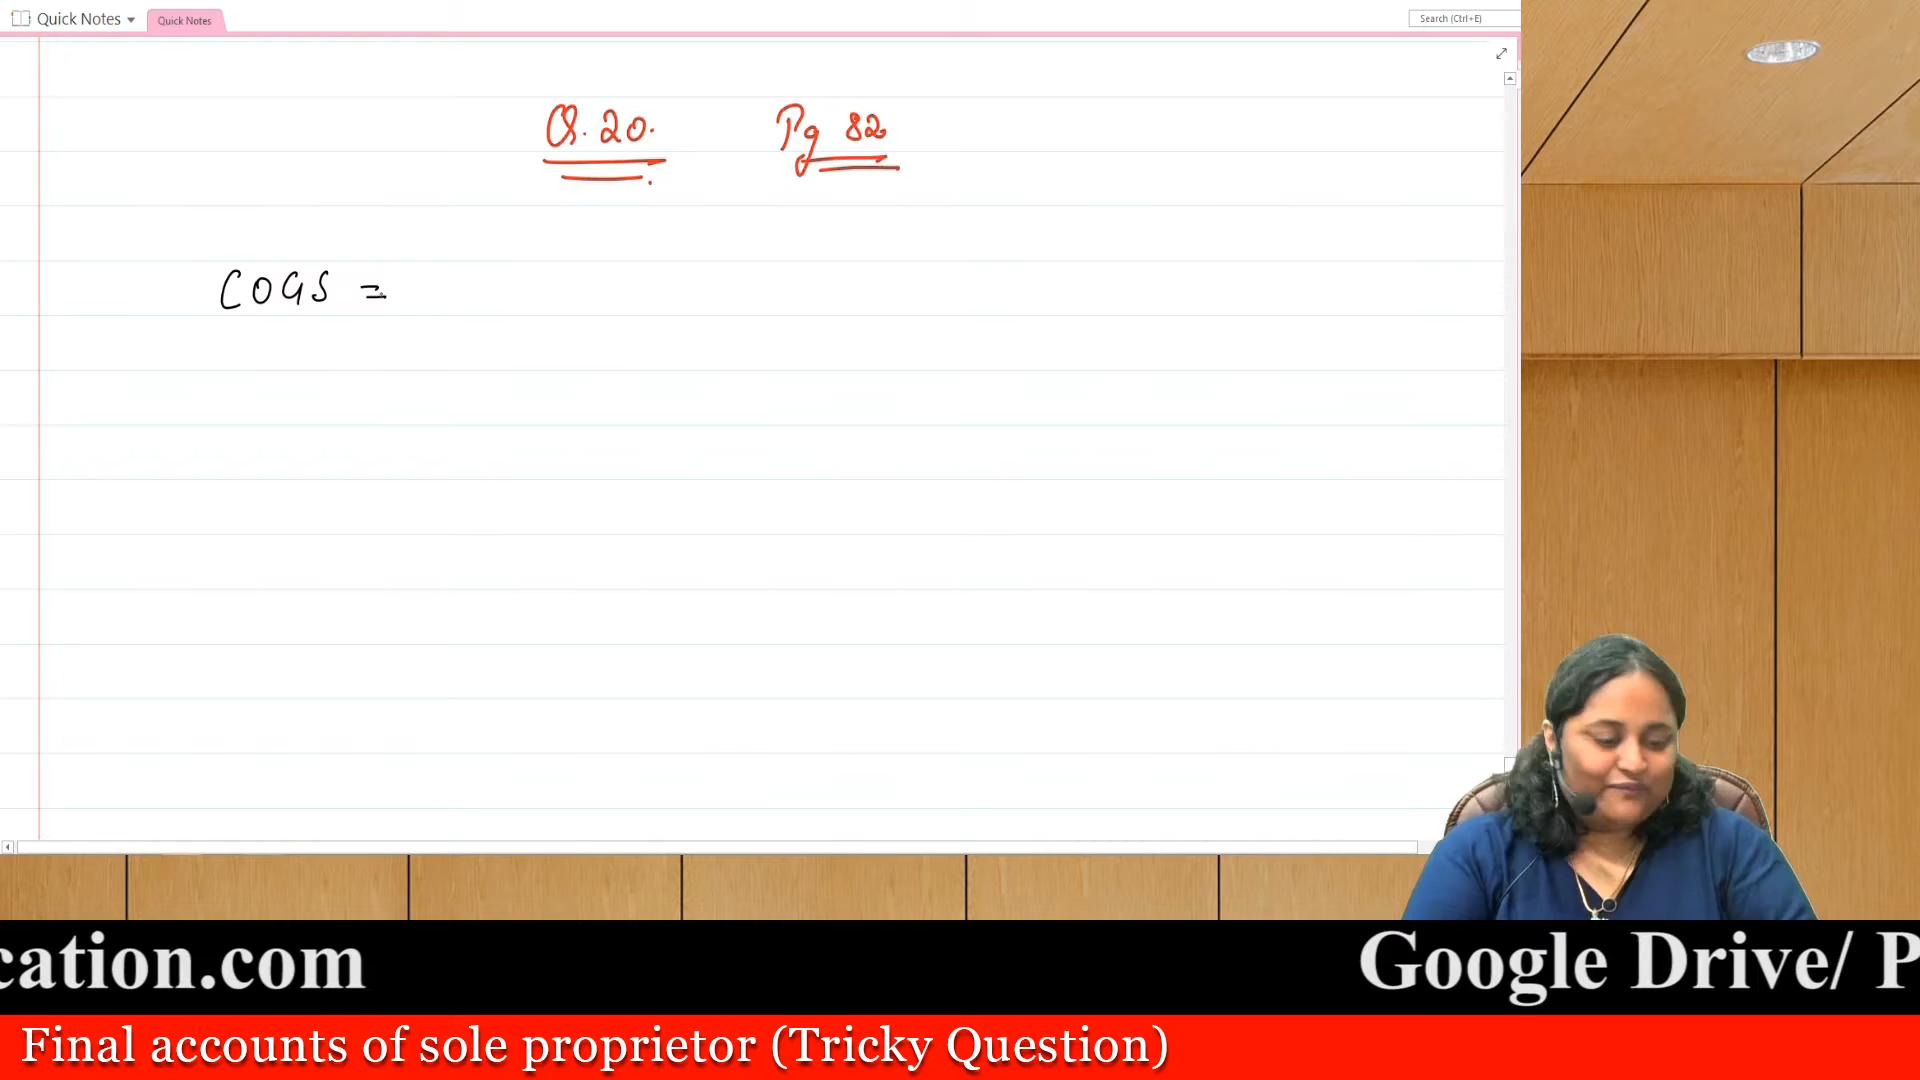 Quick Notes
Quick Notes
Search (Ctrl+E)
Q. 20. Pg 82
COGS =
cation.com Google Drive/ P
Final accounts of sole proprietor (Tricky Question)